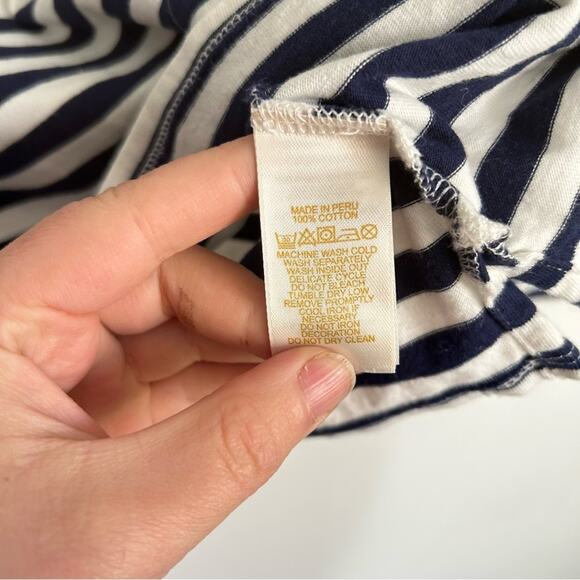 MADE IN PERU
100% COTTON
MACHINE WASH COLD
WASH SEPARATELY
WASH INSIDE OUT
DELICATE CYCLE
DO NOT BLEACH
TUMBLE DRY LOW
REMOVE PROMPTLY
COOL IRON IF
NECESSARY
DO NOT IRON
DECORATION
DO NOT DRY CLEAN